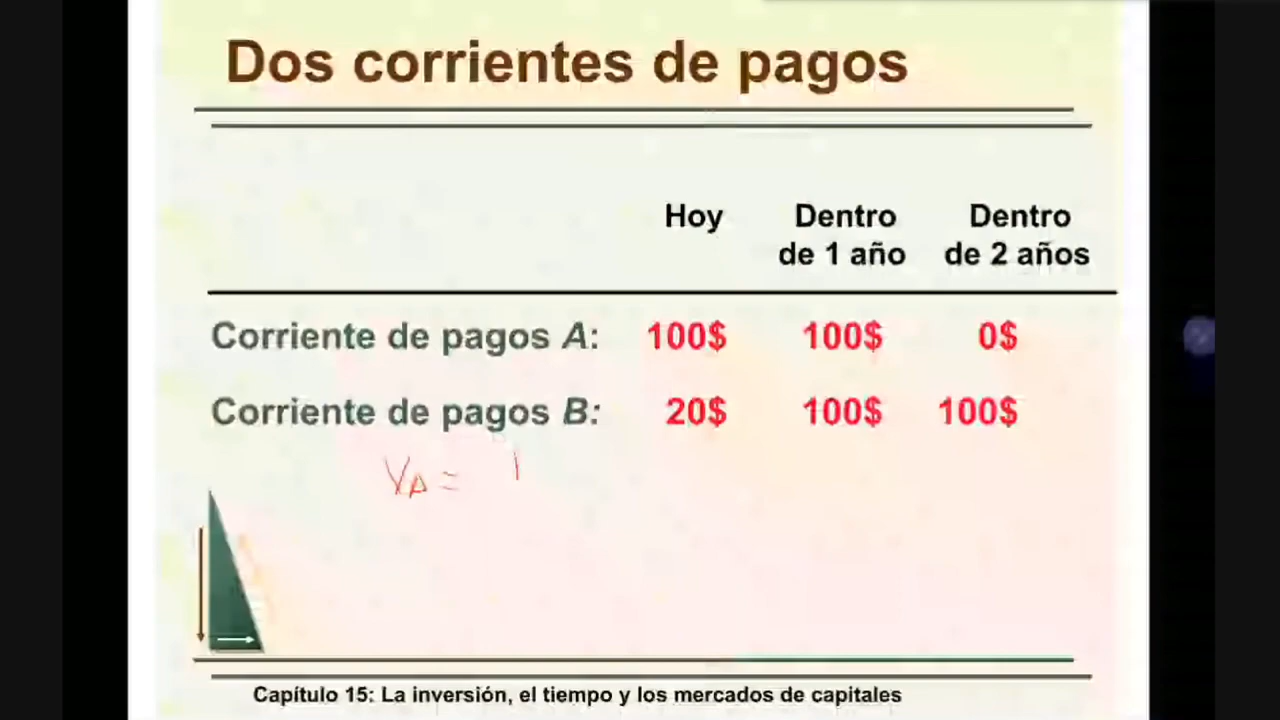 Dos corrientes de pagos
Hoy Dentro de 1 año Dentro de 2 años
Corriente de pagos A: 100$ 100$ 0$
Corriente de pagos B: 20$ 100$ 100$
VA = 1
Capítulo 15: La inversión, el tiempo y los mercados de capitales